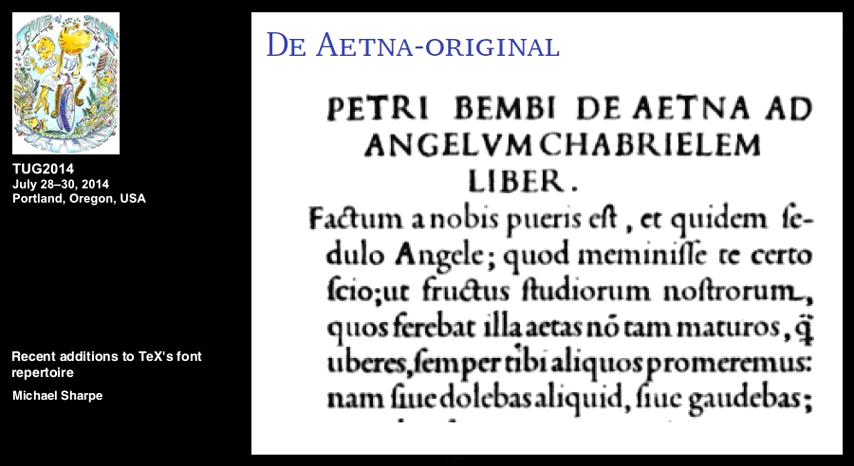 TUG2014
July 28–30, 2014
Portland, Oregon, USA
Recent additions to TeX's font
repertoire
Michael Sharpe
De Aetna-original
PETRI BEMBI DE AETNA AD
ANGELVM CHABRIELEM
LIBER.
Factum a nobis pueris eſt, et quidem ſe-
dulo Angele; quod meminiſſe te certo
ſcio; ut fructus ſtudiorum noſtrorum,
quos ferebat illa aetas nō tam maturos, q̃
uberes, ſemper tibi aliquos promeremus:
nam ſiue dolebas aliquid, ſiue gaudebas;